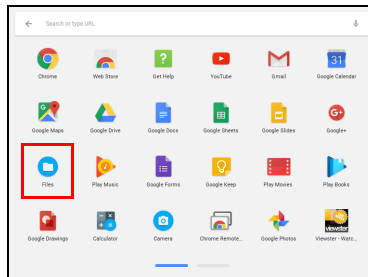 Search or type URL
Chrome
Web Store
Get Help
YouTube
Gmail
Google Calendar
31
Google Maps
Google Drive
Google Docs
Google Sheets
Google Slides
Google+
G+
Files
Play Music
Google Forms
Google Keep
Play Movies
Play Books
Google Drawings
Calculator
Camera
Chrome Remote...
Google Photos
Viewster - Watc...
viewster